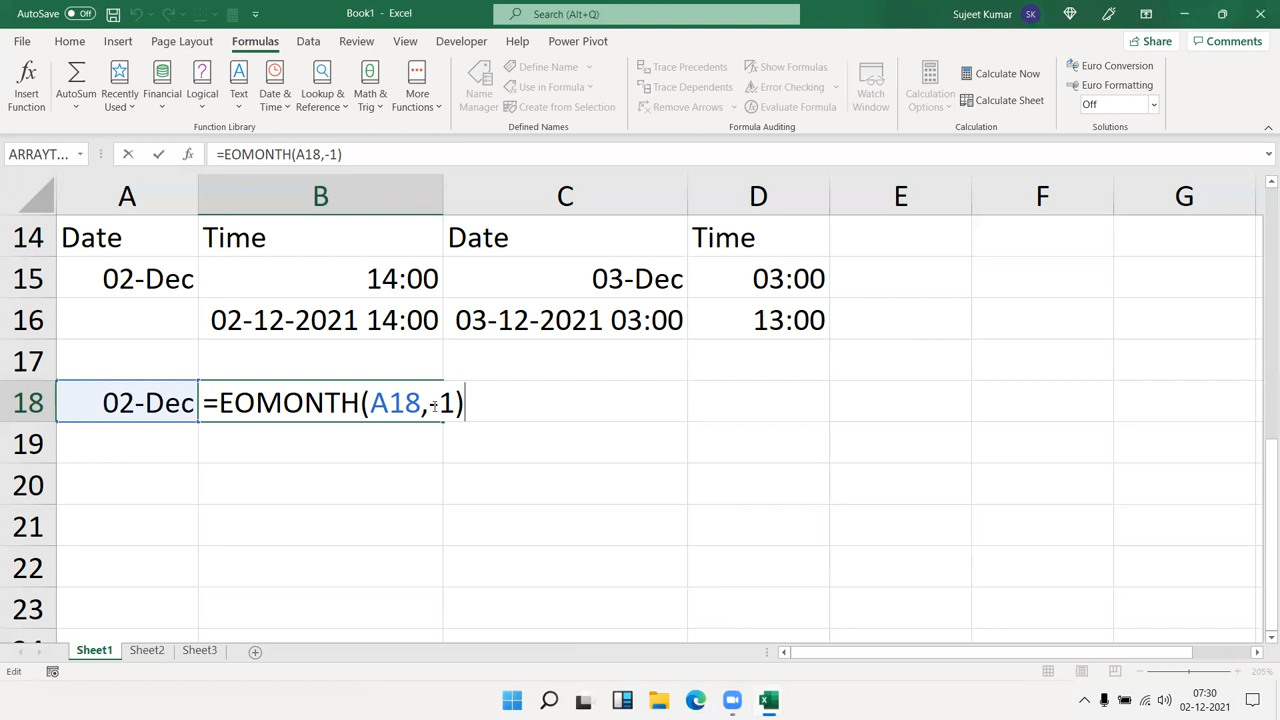 AutoSave Off Book1 - Excel Search (Alt+Q) Sujeet Kumar SK
File Home Insert Page Layout Formulas Data Review View Developer Help Power Pivot Share Comments
fx Insert Function
AutoSum
Recently Used
Financial
Logical
Text
Date & Time
Lookup & Reference
Math & Trig
More Functions
Function Library
Name Manager
Define Name
Use in Formula
Create from Selection
Defined Names
Trace Precedents
Trace Dependents
Remove Arrows
Show Formulas
Error Checking
Evaluate Formula
Formula Auditing
Watch Window
Calculation Options
Calculate Now
Calculate Sheet
Calculation
Euro Conversion
Euro Formatting
Off
Solutions
ARRAYT... fx =EOMONTH(A18,-1)
A B C D E F G
14 Date Time Date Time
15 02-Dec 14:00 03-Dec 03:00
16 02-12-2021 14:00 03-12-2021 03:00 13:00
17
18 02-Dec =EOMONTH(A18,-1)
19
20
21
22
23
Sheet1 Sheet2 Sheet3
Edit 205%
07:30
02-12-2021